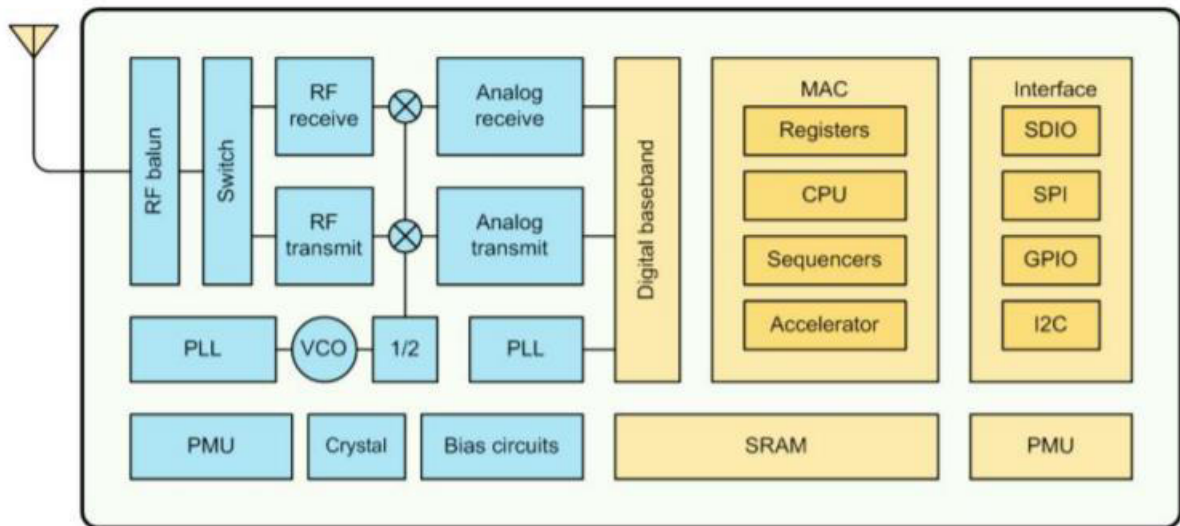 RF balun
Switch
RF
receive
Analog
receive
RF
transmit
Analog
transmit
Digital baseband
MAC
Registers
CPU
Sequencers
Accelerator
Interface
SDIO
SPI
GPIO
I2C
PLL
VCO
1/2
PLL
PMU
Crystal
Bias circuits
SRAM
PMU